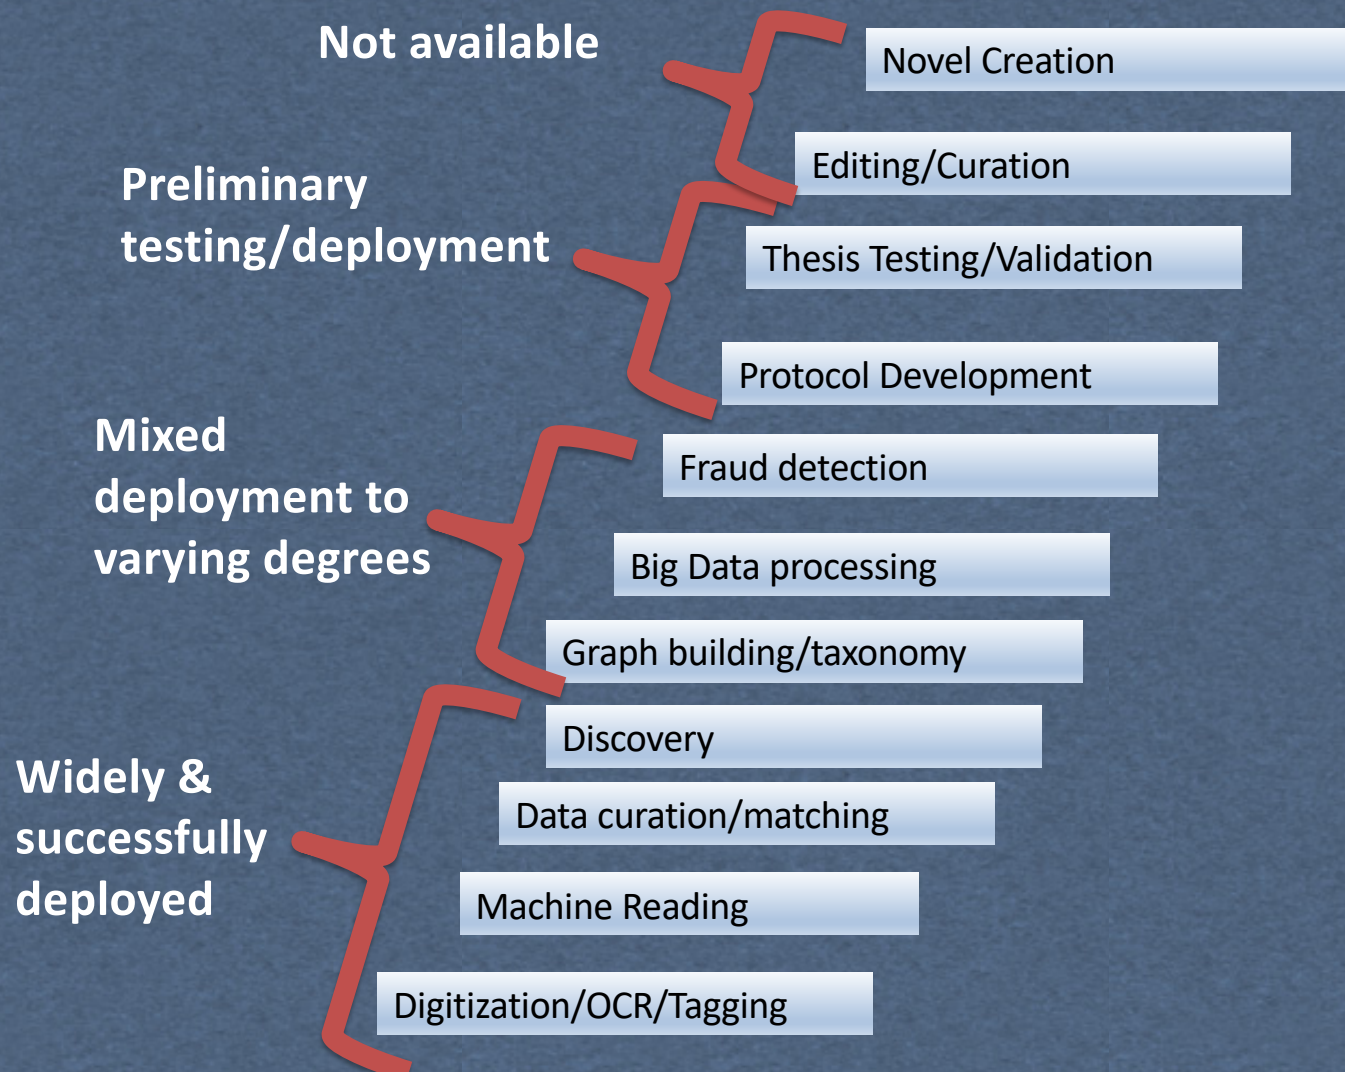 Not available
Novel Creation
Editing/Curation
Preliminary
testing/deployment
Thesis Testing/Validation
Protocol Development
Mixed
deployment to
varying degrees
Fraud detection
Big Data processing
Graph building/taxonomy
Discovery
Widely &
successfully
deployed
Data curation/matching
Machine Reading
Digitization/OCR/Tagging